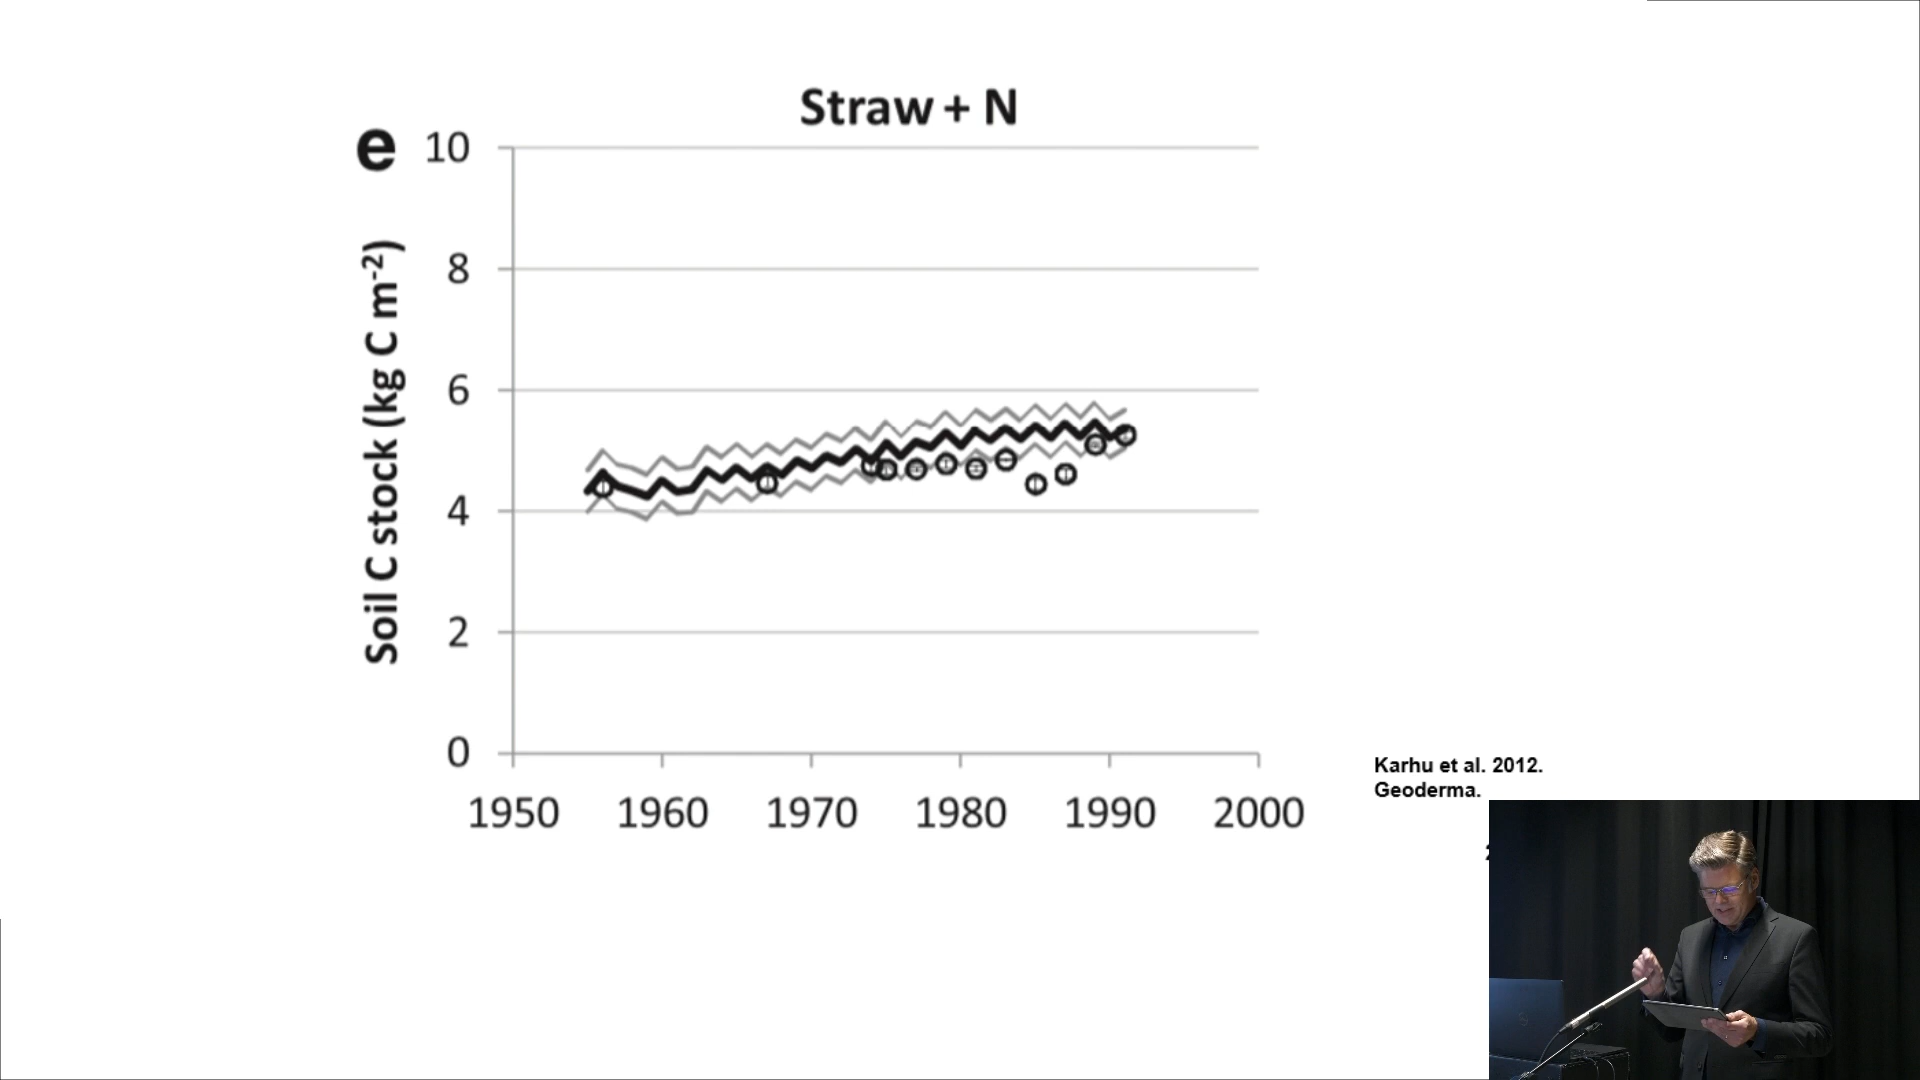 Straw + N
e
10
8
6
4
2
0
Soil C stock (kg C m⁻²)
1950 1960 1970 1980 1990 2000
Karhu et al. 2012.
Geoderma.